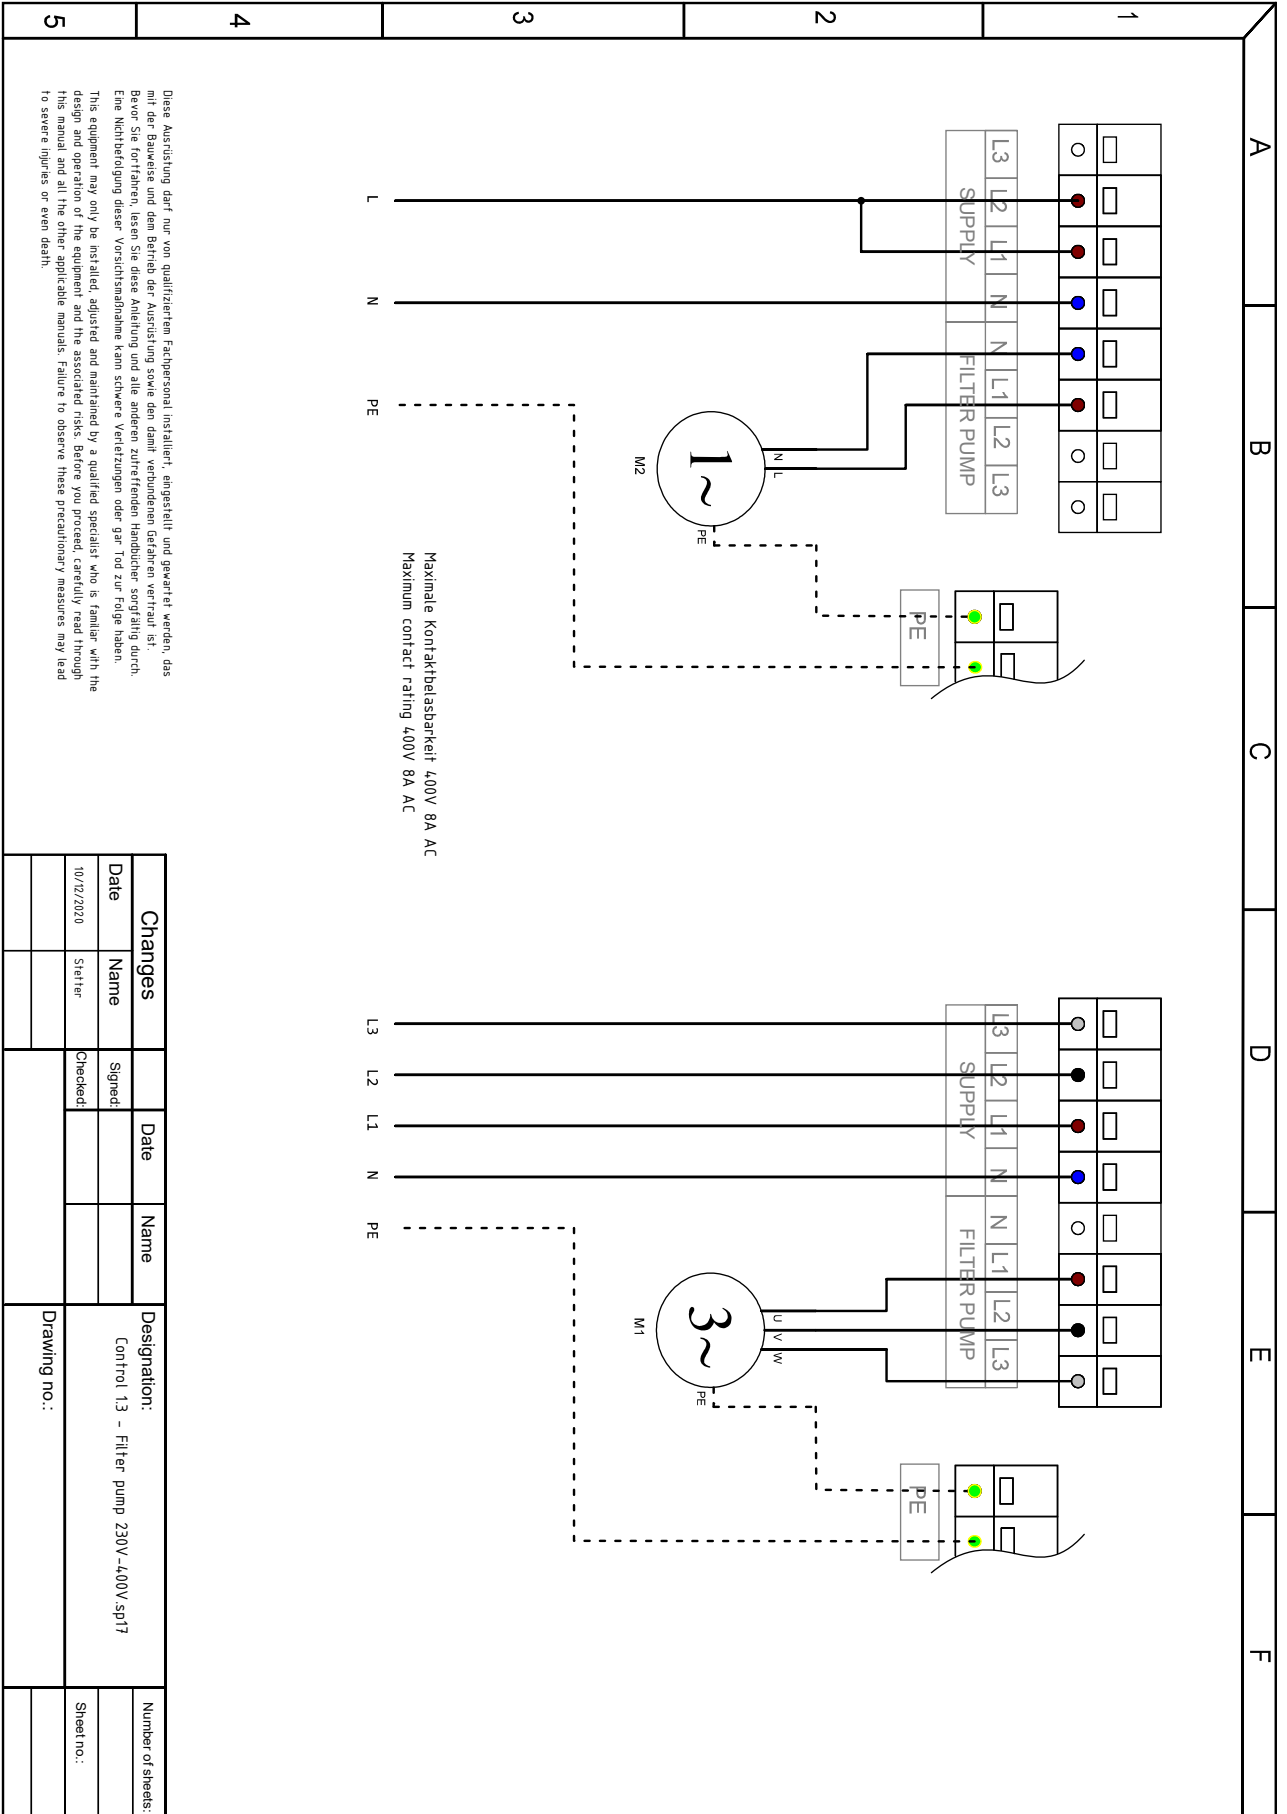 A
B
C
D
E
F
1
2
3
4
5
L3
L2
L1
N
SUPPLY
N
L1
L2
L3
FILTER PUMP
PE
N
L
PE
1~
M2
L
N
PE
L3
L2
L1
N
SUPPLY
N
L1
L2
L3
FILTER PUMP
PE
U
V
W
PE
3~
M1
L3
L2
L1
N
PE
Maximale Kontaktbelasbarkeit 400V 8A AC
Maximum contact rating 400V 8A AC
Diese Ausrüstung darf nur von qualifiziertem Fachpersonal installiert, eingestellt und gewartet werden, das
mit der Bauweise und dem Betrieb der Ausrüstung sowie den damit verbundenen Gefahren vertraut ist.
Bevor Sie fortfahren, lesen Sie diese Anleitung und alle anderen zutreffenden Handbücher sorgfältig durch.
Eine Nichtbefolgung dieser Vorsichtsmaßnahme kann schwere Verletzungen oder gar Tod zur Folge haben.
This equipment may only be installed, adjusted and maintained by a qualified specialist who is familiar with the
design and operation of the equipment and the associated risks. Before you proceed, carefully read through
this manual and all the other applicable manuals. Failure to observe these precautionary measures may lead
to severe injuries or even death.
Changes
Date
Name
10/12/2020
Stetter
Date
Name
Signed:
Checked:
Designation:
Control 1.3 - Filter pump 230V-400V.sp17
Drawing no.:
Number of sheets:
Sheet no.: